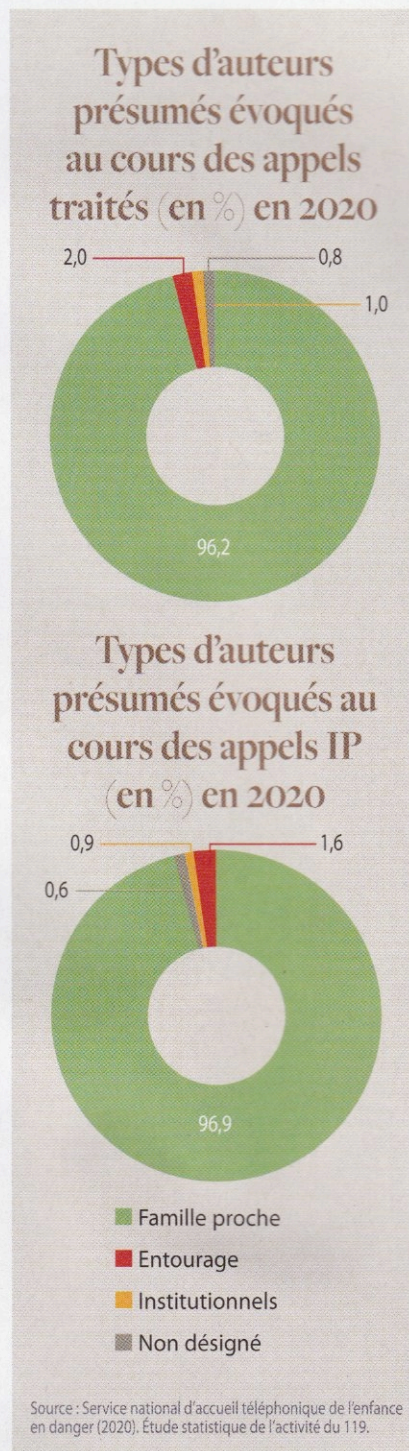 Types d'auteurs
présumés évoqués
au cours des appels
traités (en %) en 2020
2,0
0,8
1,0
96,2
Types d'auteurs
présumés évoqués au
cours des appels IP
(en %) en 2020
0,9
1,6
0,6
96,9
Famille proche
Entourage
Institutionnels
Non désigné
Source : Service national d'accueil téléphonique de l'enfance
en danger (2020). Étude statistique de l'activité du 119.